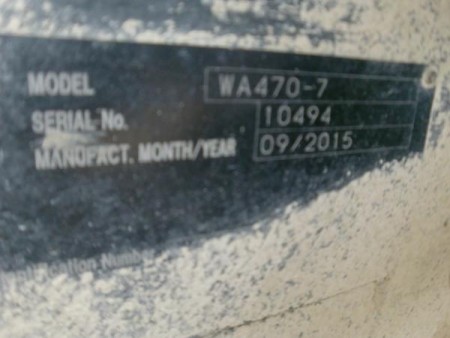 MODEL WA470-7
SERIAL No. 10494
MANUFACT. MONTH/YEAR 09/2015